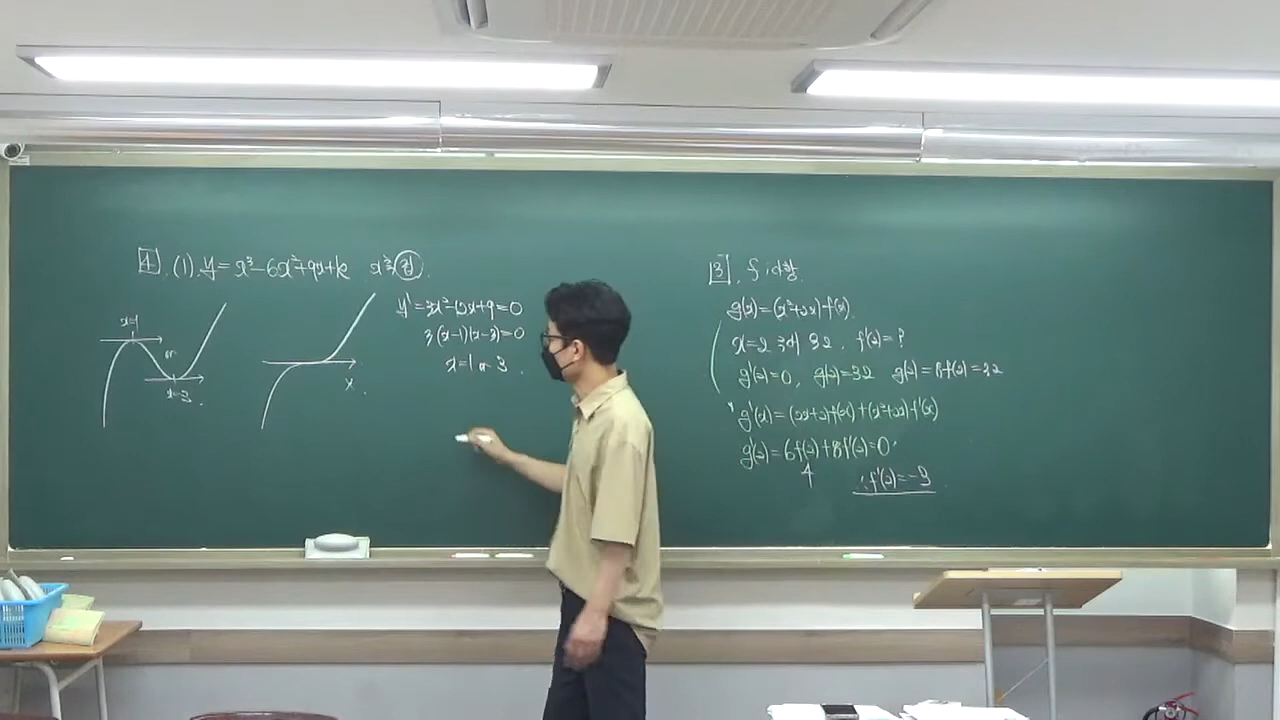 4. (1). y = x³-6x²+9x+k x축 접.
x=1
or
x=3.
x.
y' = 3x²-12x+9=0
3(x-1)(x-3)=0
x=1 or 3.
3. f 다항.
g(x)=(x²+2x)f(x).
x=2 극대 32. f'(2)=?
g'(2)=0, g(2)=32 g(2)=8f(2)=32
g'(x)=(2x+2)f(x)+(x²+2x)f'(x)
g'(2)=6f(2)+8f'(2)=0
4
∴ f'(2)=-3